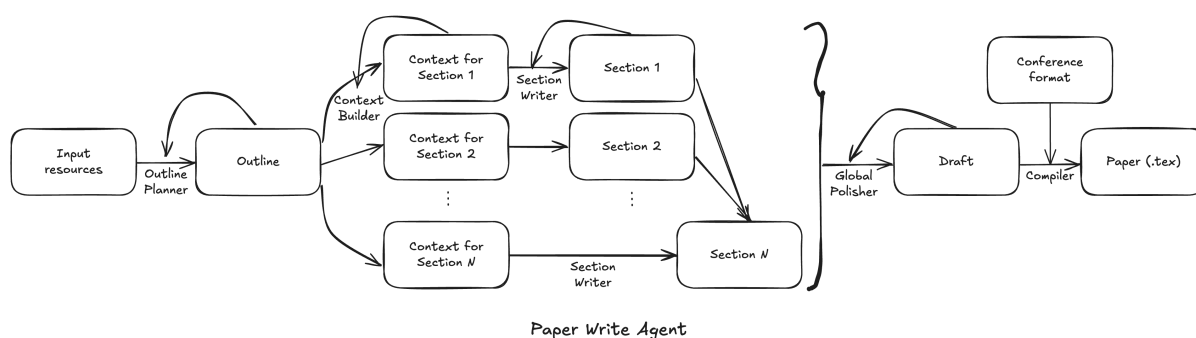 Input
resources
Outline
Planner
Outline
Context
Builder
Context for
Section 1
Section
Writer
Section 1
Context for
Section 2
Section 2
Context for
Section N
Section
Writer
Section N
Global
Polisher
Draft
Conference
format
Compiler
Paper (.tex)
Paper Write Agent